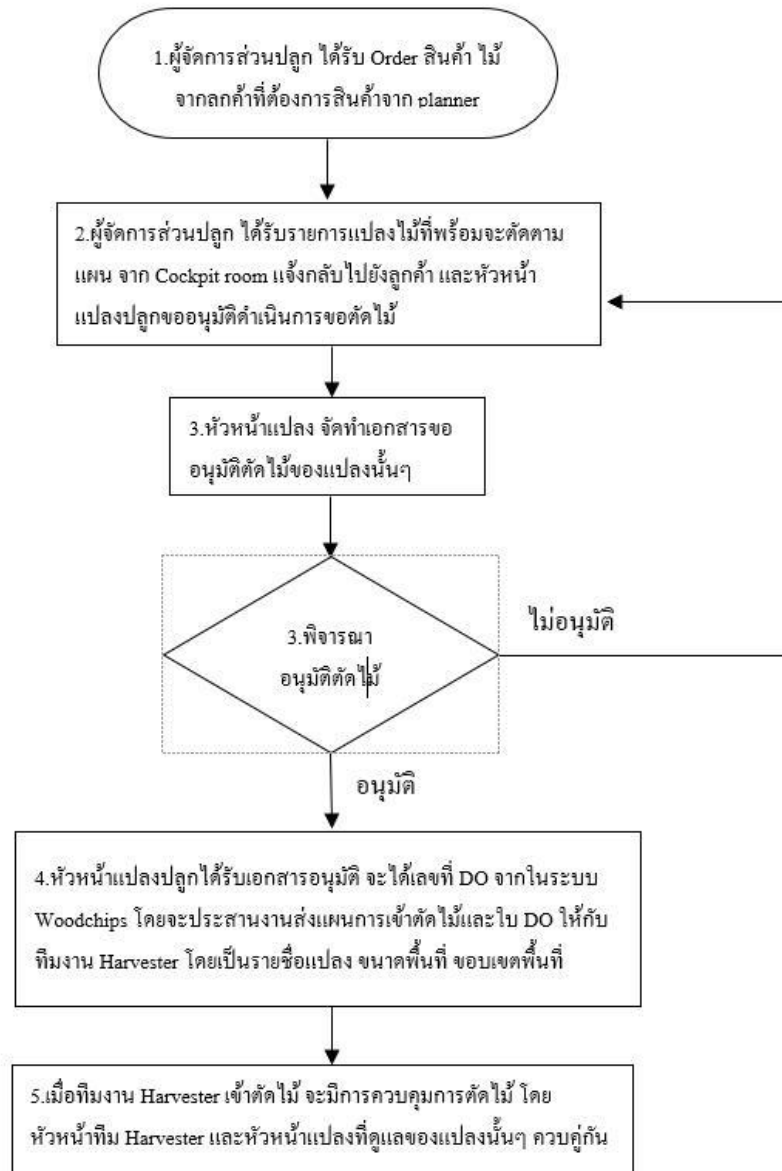 1.ผู้จัดการส่วนปลูก ได้รับ Order สินค้า ไม้
จากลกค้าที่ต้องการสินค้าจาก planner
2.ผู้จัดการส่วนปลูก ได้รับรายการแปลงไม้ที่พร้อมจะตัดตาม
แผน จาก Cockpit room แจ้งกลับไปยังลูกค้า และหัวหน้า
แปลงปลูกขออนุมัติดำเนินการขอตัดไม้
3.หัวหน้าแปลง จัดทำเอกสารขอ
อนุมัติตัดไม้ของแปลงนั้นๆ
3.พิจารณา
อนุมัติตัดไม้
ไม่อนุมัติ
อนุมัติ
4.หัวหน้าแปลงปลูกได้รับเอกสารอนุมัติ จะได้เลขที่ DO จากในระบบ
Woodchips โดยจะประสานงานส่งแผนการเข้าตัดไม้และใบ DO ให้กับ
ทีมงาน Harvester โดยเป็นรายชื่อแปลง ขนาดพื้นที่ ขอบเขตพื้นที่
5.เมื่อทีมงาน Harvester เข้าตัดไม้ จะมีการควบคุมการตัดไม้ โดย
หัวหน้าทีม Harvester และหัวหน้าแปลงที่ดูแลของแปลงนั้นๆ ควบคู่กัน